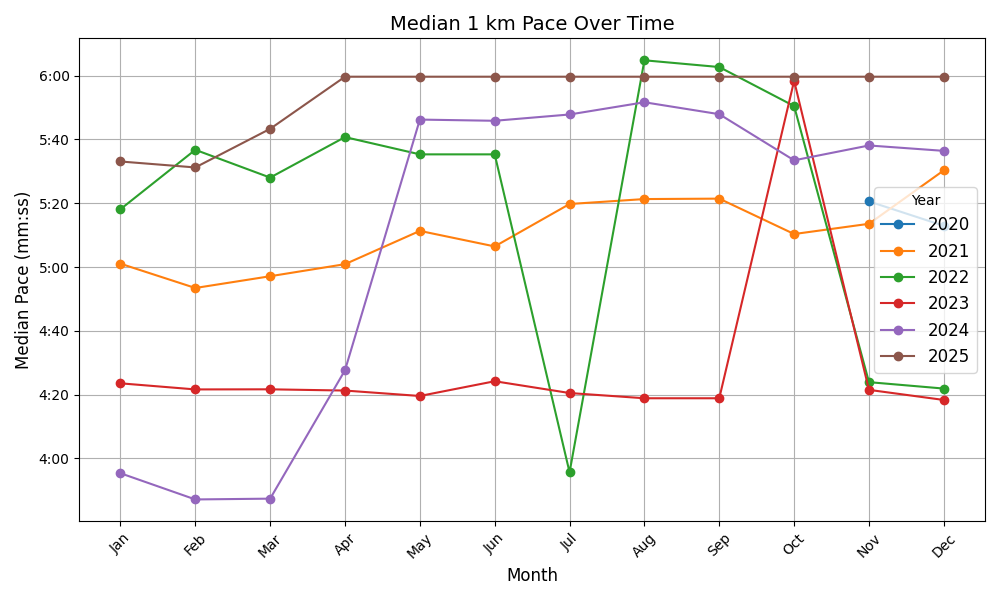 Median 1 km Pace Over Time
Median Pace (mm:ss)
6:00
5:40
5:20
5:00
4:40
4:20
4:00
Year
2020
2021
2022
2023
2024
2025
Jan
Feb
Mar
Apr
May
Jun
Jul
Aug
Sep
Oct
Nov
Dec
Month